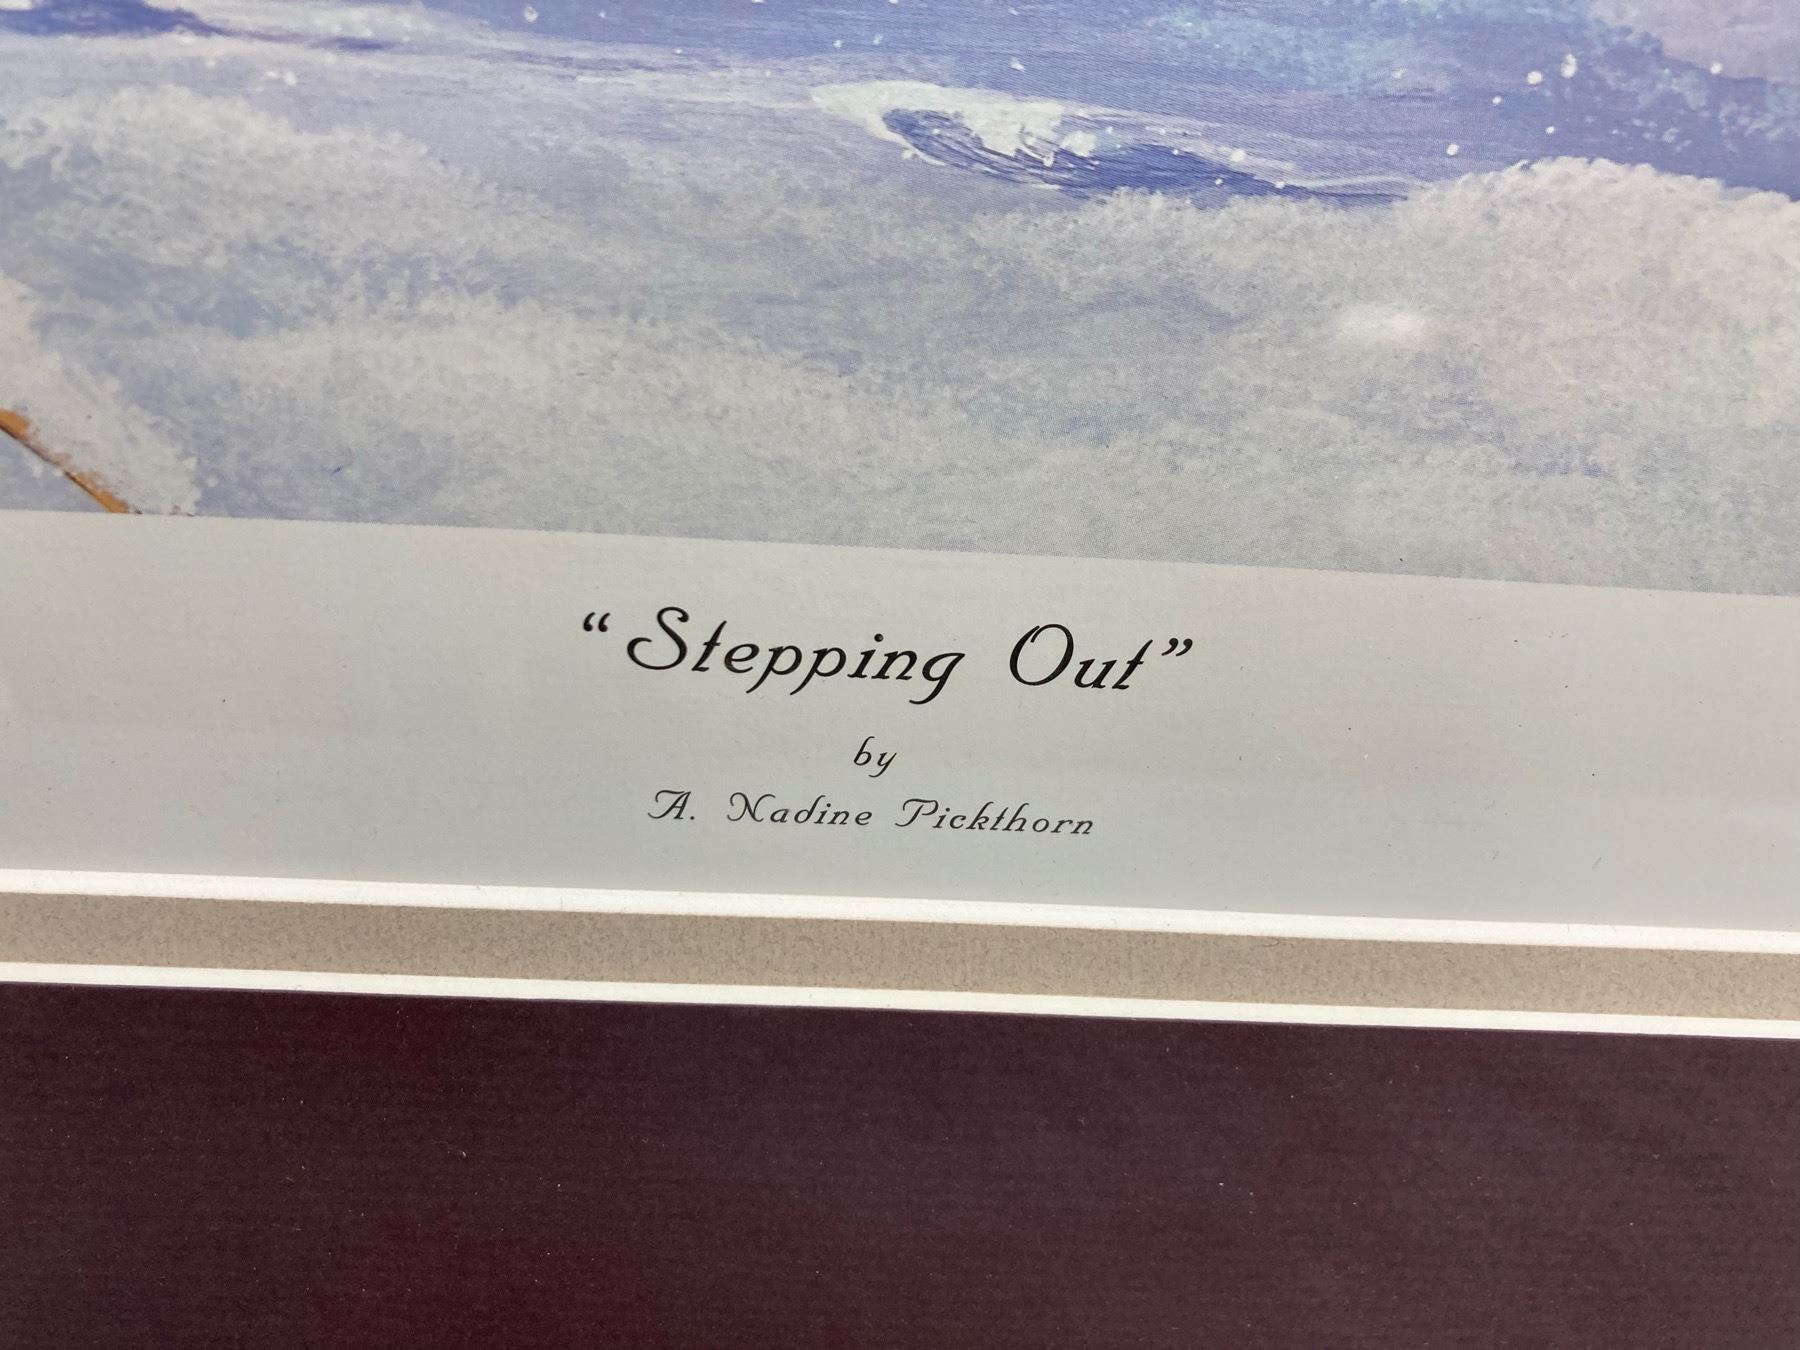 “Stepping Out”
by
A. Nadine Pickthorn